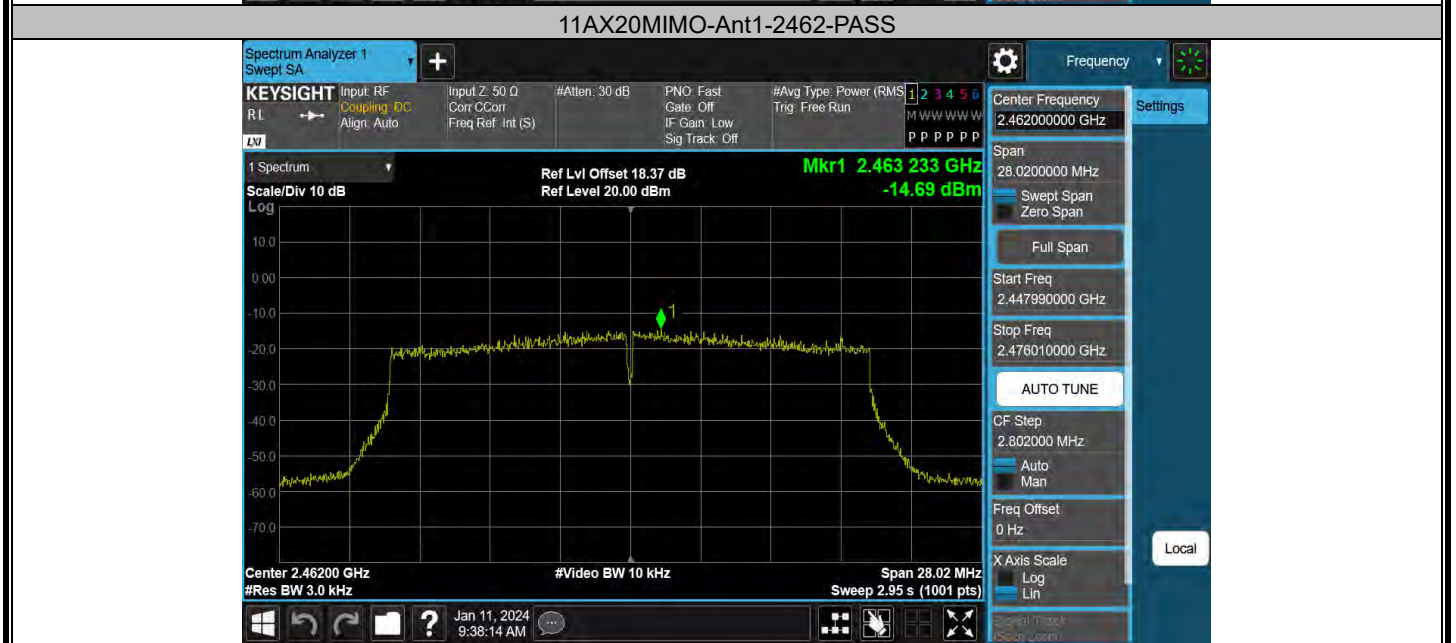 11AX20MIMO-Ant1-2462-PASS
Spectrum Analyzer 1
Swept SA
Frequency
KEYSIGHT
RL
LXI
Input: RF
Coupling: DC
Align: Auto
Input Z: 50 Ω
Corr CCorr
Freq Ref: Int (S)
#Atten: 30 dB
PNO: Fast
Gate: Off
IF Gain: Low
Sig Track: Off
#Avg Type: Power (RMS
Trig: Free Run
1 2 3 4 5 6
M W W W W W
P P P P P P
1 Spectrum
Scale/Div 10 dB
Log
Ref Lvl Offset 18.37 dB
Ref Level 20.00 dBm
Mkr1 2.463 233 GHz
-14.69 dBm
10.0
0.00
-10.0
-20.0
-30.0
-40.0
-50.0
-60.0
-70.0
1
Center 2.46200 GHz
#Res BW 3.0 kHz
#Video BW 10 kHz
Span 28.02 MHz
Sweep 2.95 s (1001 pts)
Center Frequency
2.462000000 GHz
Settings
Span
28.0200000 MHz
Swept Span
Zero Span
Full Span
Start Freq
2.447990000 GHz
Stop Freq
2.476010000 GHz
AUTO TUNE
CF Step
2.802000 MHz
Auto
Man
Freq Offset
0 Hz
X Axis Scale
Log
Lin
Local
?
Jan 11, 2024
9:38:14 AM